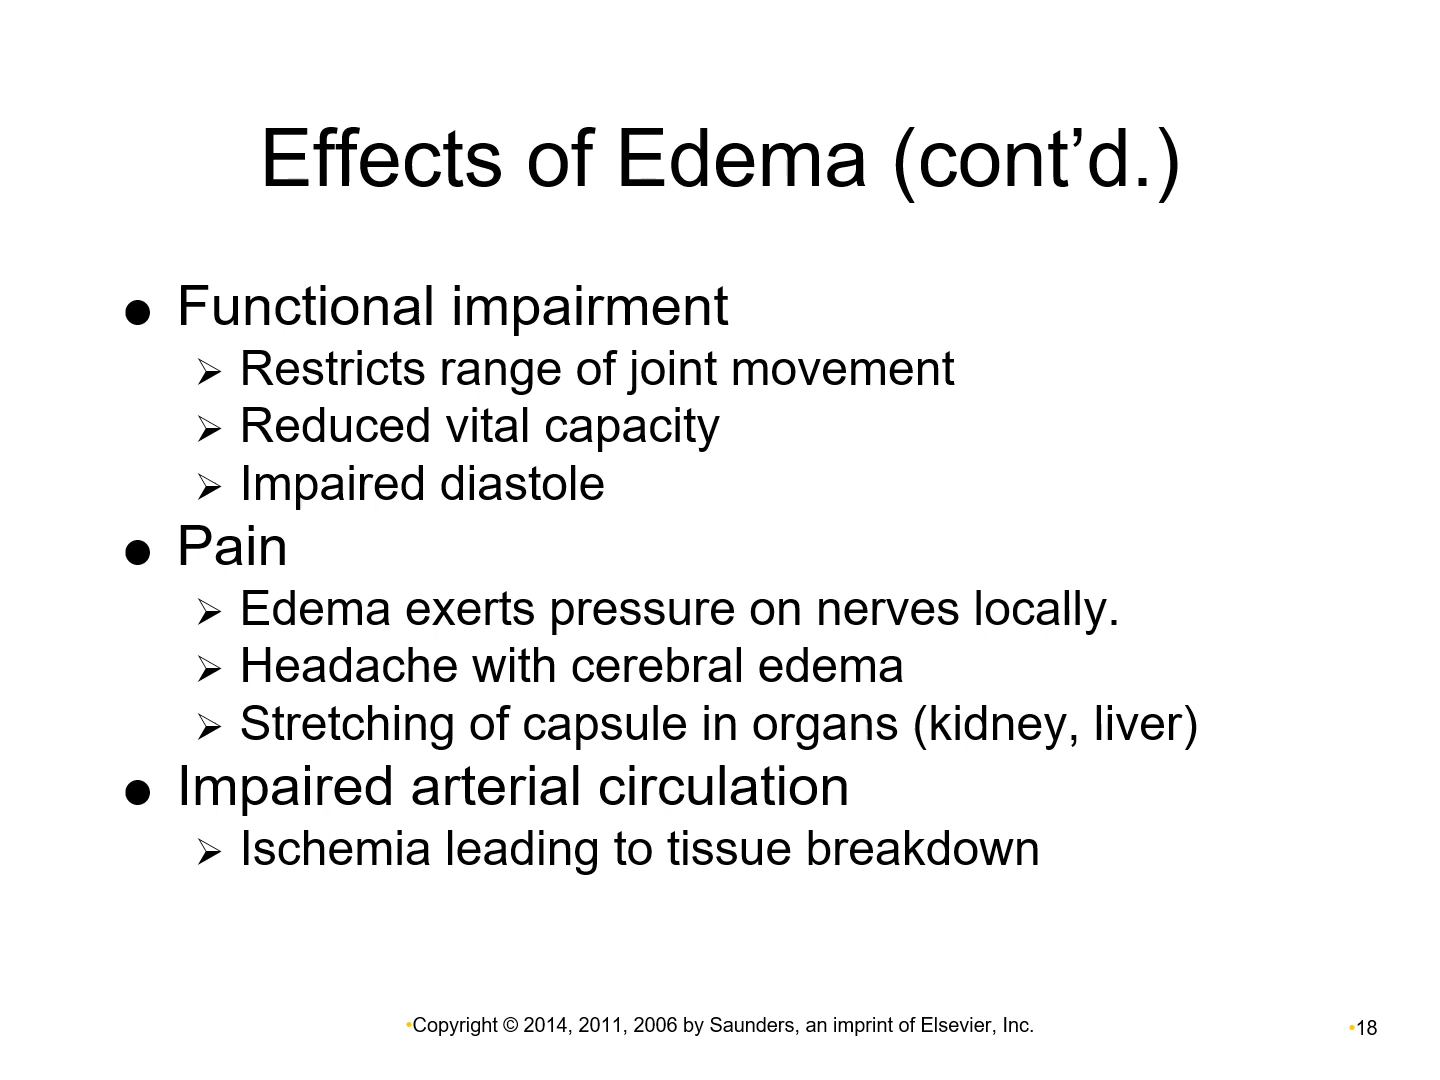 Effects of Edema (cont’d.)
● Functional impairment
➢ Restricts range of joint movement
➢ Reduced vital capacity
➢ Impaired diastole
● Pain
➢ Edema exerts pressure on nerves locally.
➢ Headache with cerebral edema
➢ Stretching of capsule in organs (kidney, liver)
● Impaired arterial circulation
➢ Ischemia leading to tissue breakdown
•Copyright © 2014, 2011, 2006 by Saunders, an imprint of Elsevier, Inc.
•18